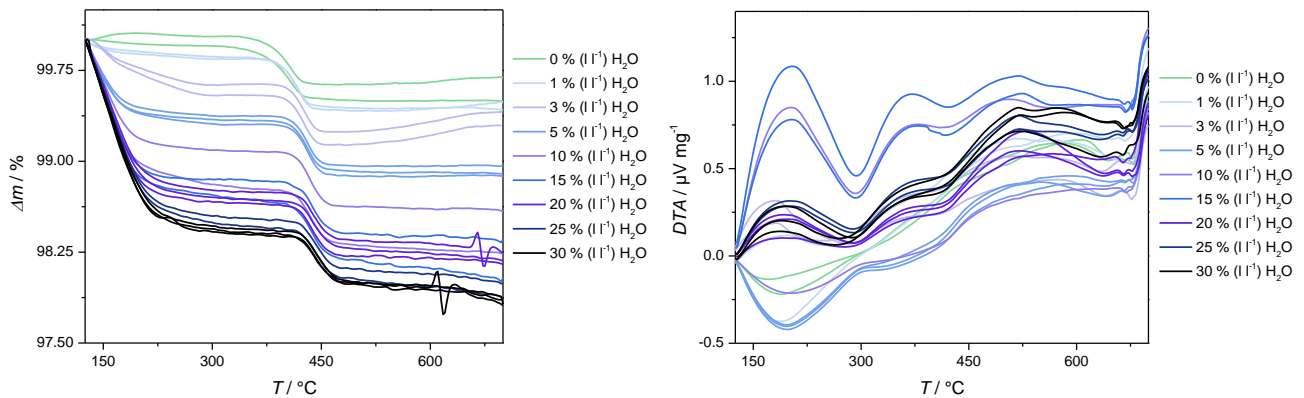 99.75
99.00
98.25
97.50
Δm / %
150
300
450
600
T / °C
0 % (l l⁻¹) H₂O
1 % (l l⁻¹) H₂O
3 % (l l⁻¹) H₂O
5 % (l l⁻¹) H₂O
10 % (l l⁻¹) H₂O
15 % (l l⁻¹) H₂O
20 % (l l⁻¹) H₂O
25 % (l l⁻¹) H₂O
30 % (l l⁻¹) H₂O
1.0
0.5
0.0
-0.5
DTA / µV mg⁻¹
150
300
450
600
T / °C
0 % (l l⁻¹) H₂O
1 % (l l⁻¹) H₂O
3 % (l l⁻¹) H₂O
5 % (l l⁻¹) H₂O
10 % (l l⁻¹) H₂O
15 % (l l⁻¹) H₂O
20 % (l l⁻¹) H₂O
25 % (l l⁻¹) H₂O
30 % (l l⁻¹) H₂O